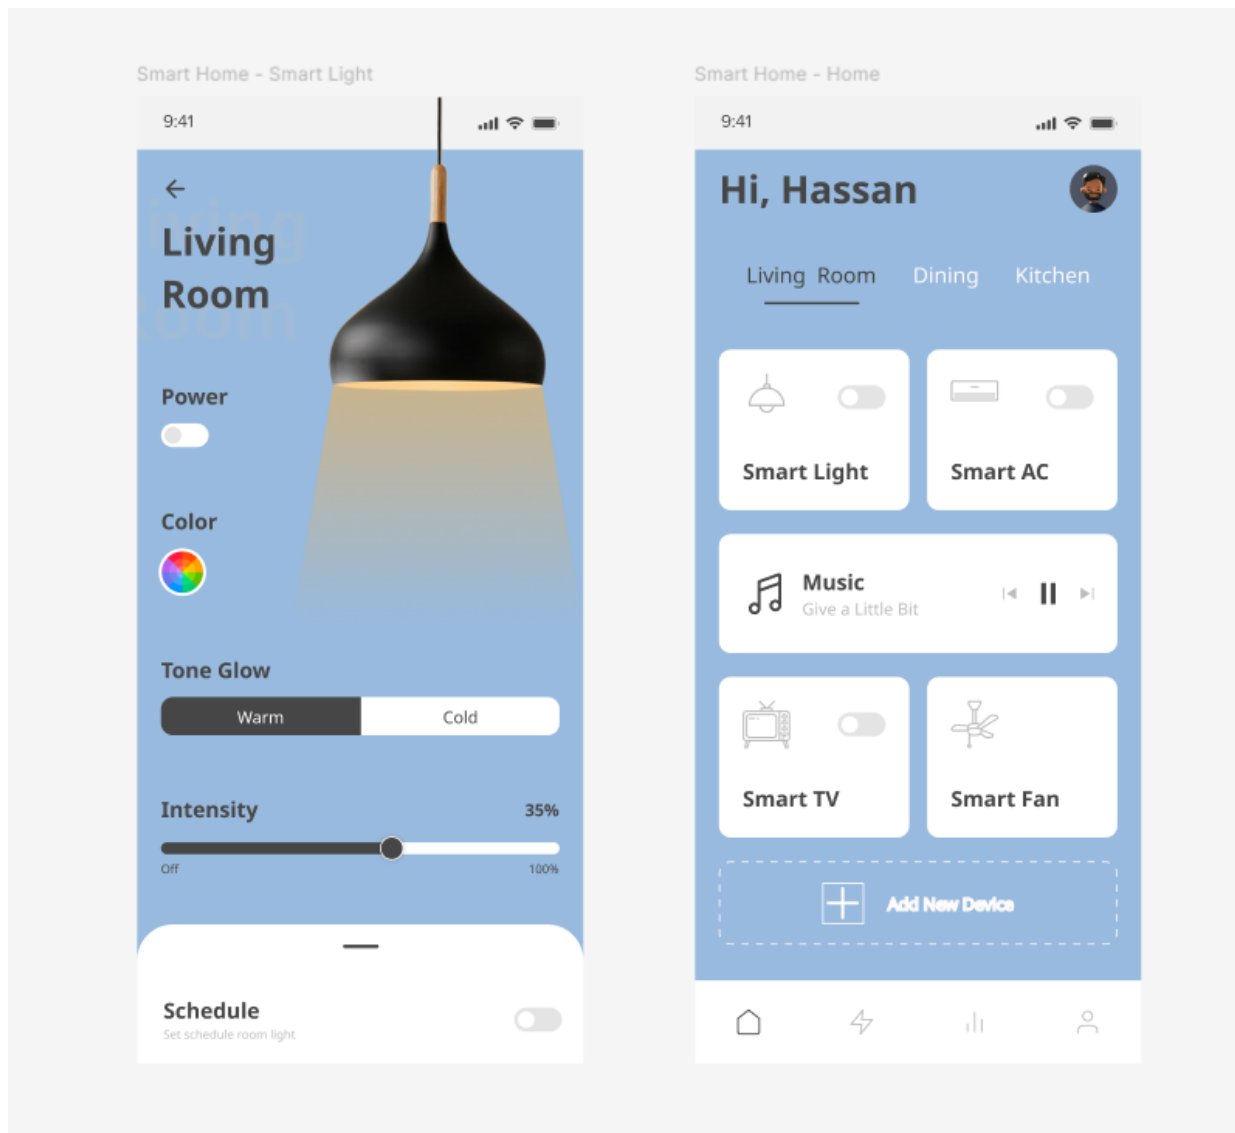 Smart Home - Smart Light
9:41
Living
Room
Living
Room
Power
Color
Tone Glow
Warm
Cold
Intensity
35%
Off
100%
Schedule
Set schedule room light
Smart Home - Home
9:41
Hi, Hassan
Living Room
Dining
Kitchen
Smart Light
Smart AC
Music
Give a Little Bit
Smart TV
Smart Fan
Add New Device